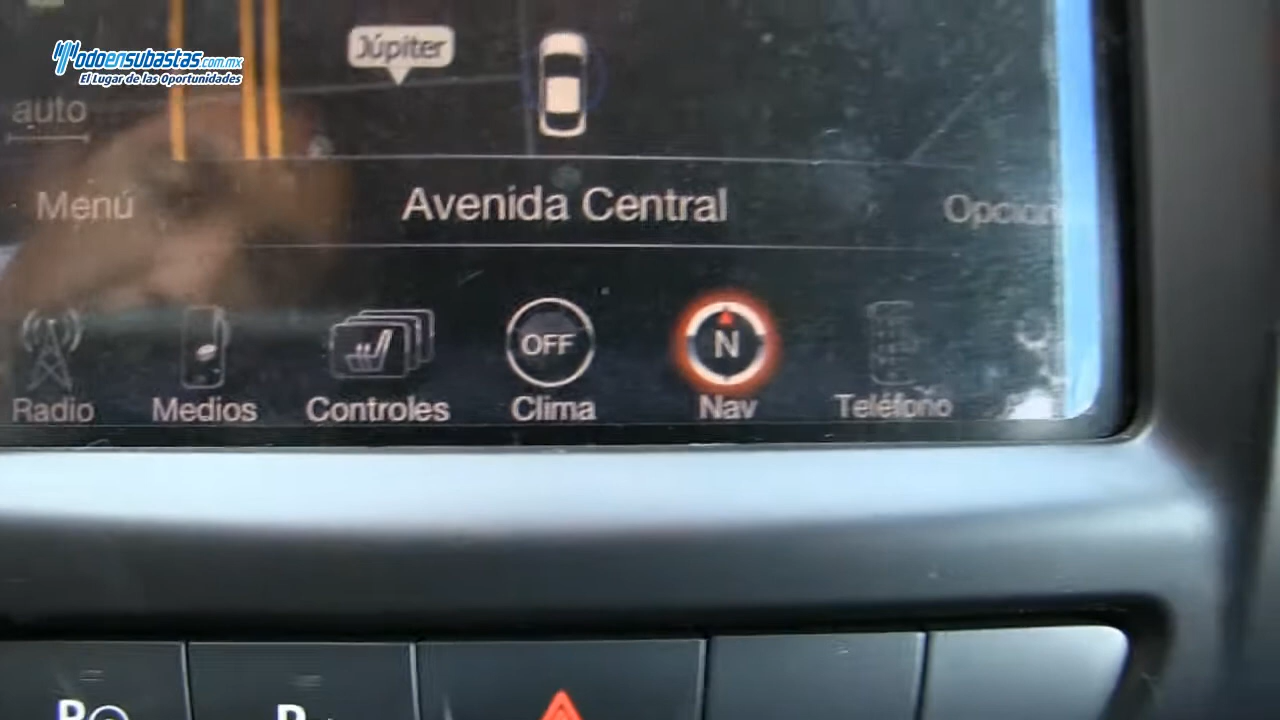 Todoensubastas.com.mx
El Lugar de las Oportunidades
Júpiter
auto
Menú
Avenida Central
OFF
N
Radio
Medios
Controles
Clima
Nav
Teléfono